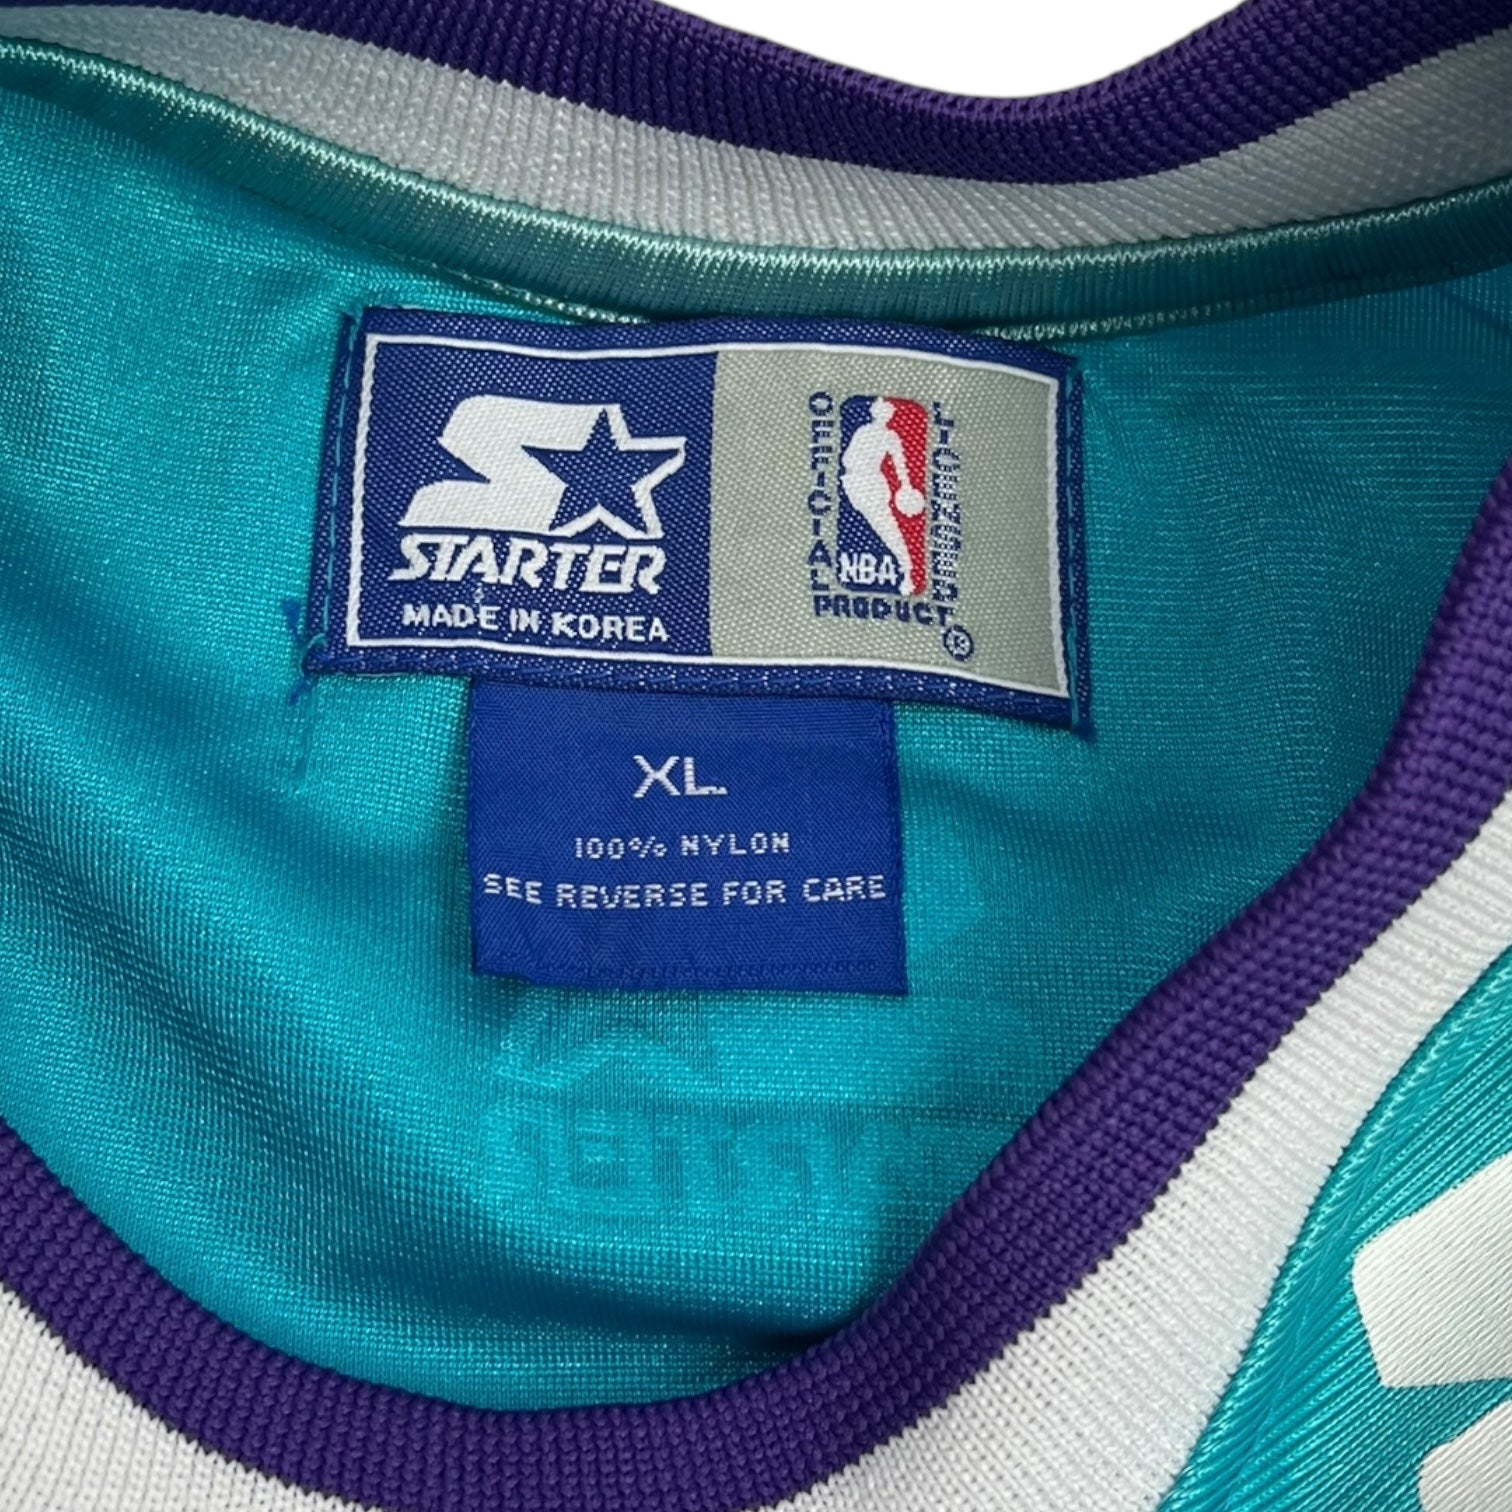 STARTER
MADE IN KOREA
OFFICIAL
LICENSED
PRODUCT
®
NBA
XL
100% NYLON
SEE REVERSE FOR CARE